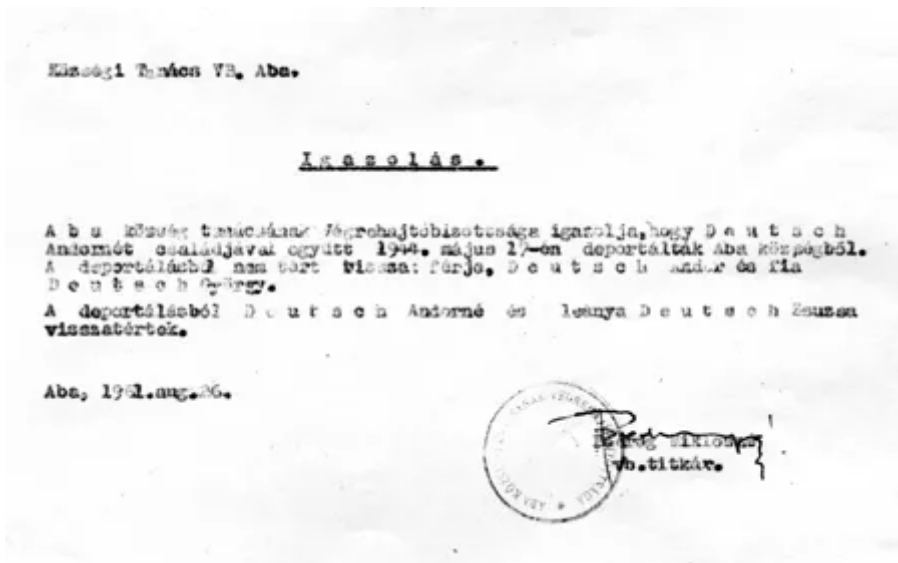 Községi Tanács VB. Aba.
I g a z o l á s .
A b a község tanácsának Végrehajtóbizottsága igazolja,hogy D e u t s c h
Andornét családjával együtt 1944. május 19-én deportálták Aba községből.
A deportálásból nem tért vissza: férje, D e u t s c h Andor és fia
D e u t s c h György.
A deportálásból D e u t s c h Andorné és leánya D e u t s c h Zsuzsa
visszatértek.
Aba, 1961.aug.26.
vb.titkár.